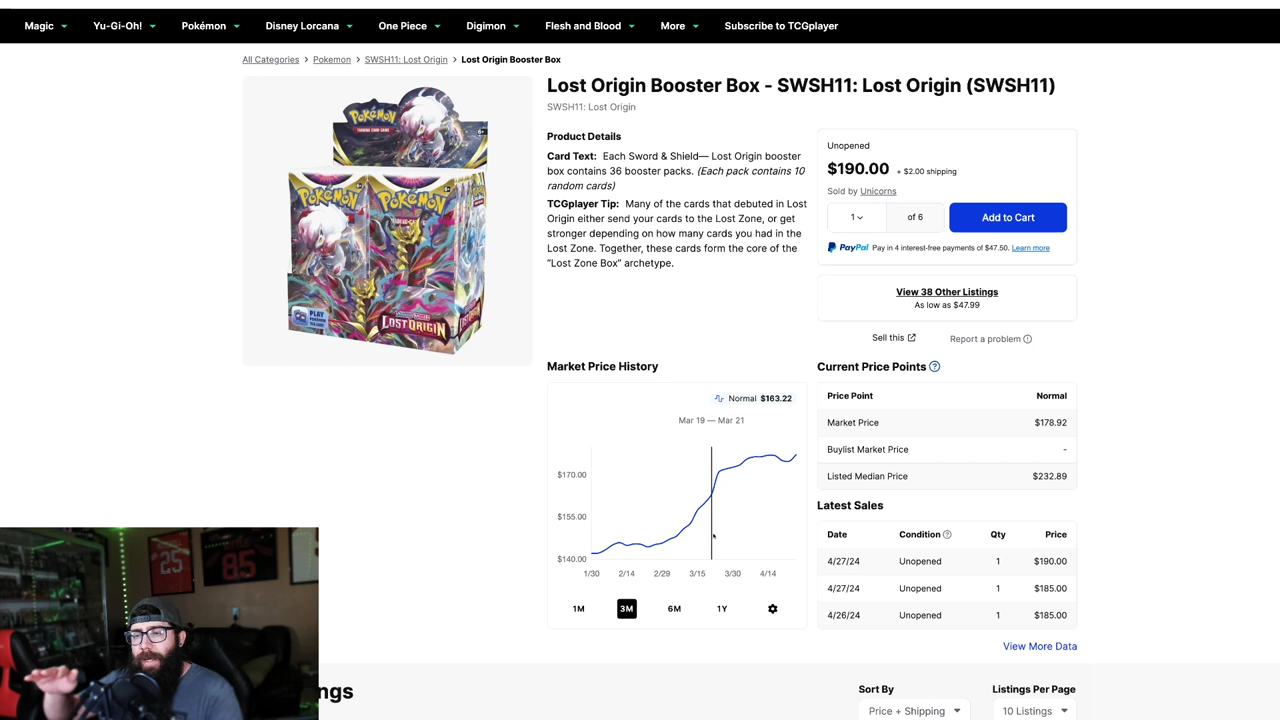 Magic Yu-Gi-Oh! Pokémon Disney Lorcana One Piece Digimon Flesh and Blood More Subscribe to TCGplayer
All Categories > Pokemon > SWSH11: Lost Origin > Lost Origin Booster Box
Lost Origin Booster Box - SWSH11: Lost Origin (SWSH11)
SWSH11: Lost Origin
Product Details
Card Text: Each Sword & Shield— Lost Origin booster
box contains 36 booster packs. (Each pack contains 10
random cards)
TCGplayer Tip: Many of the cards that debuted in Lost
Origin either send your cards to the Lost Zone, or get
stronger depending on how many cards you had in the
Lost Zone. Together, these cards form the core of the
"Lost Zone Box" archetype.
POKÉMON
POKÉMON
POKÉMON
PLAY
LOST ORIGIN
Unopened
$190.00 + $2.00 shipping
Sold by Unicorns
1 of 6 Add to Cart
PayPal Pay in 4 interest-free payments of $47.50. Learn more
View 38 Other Listings
As low as $47.99
Sell this Report a problem
Market Price History
Normal $163.22
Mar 19 — Mar 21
$170.00
$155.00
$140.00
1/30 2/14 2/29 3/15 3/30 4/14
1M 3M 6M 1Y
Current Price Points
Price Point Normal
Market Price $178.92
Buylist Market Price -
Listed Median Price $232.89
Latest Sales
Date Condition Qty Price
4/27/24 Unopened 1 $190.00
4/27/24 Unopened 1 $185.00
4/26/24 Unopened 1 $185.00
View More Data
25
85
ngs
Sort By Listings Per Page
Price + Shipping 10 Listings